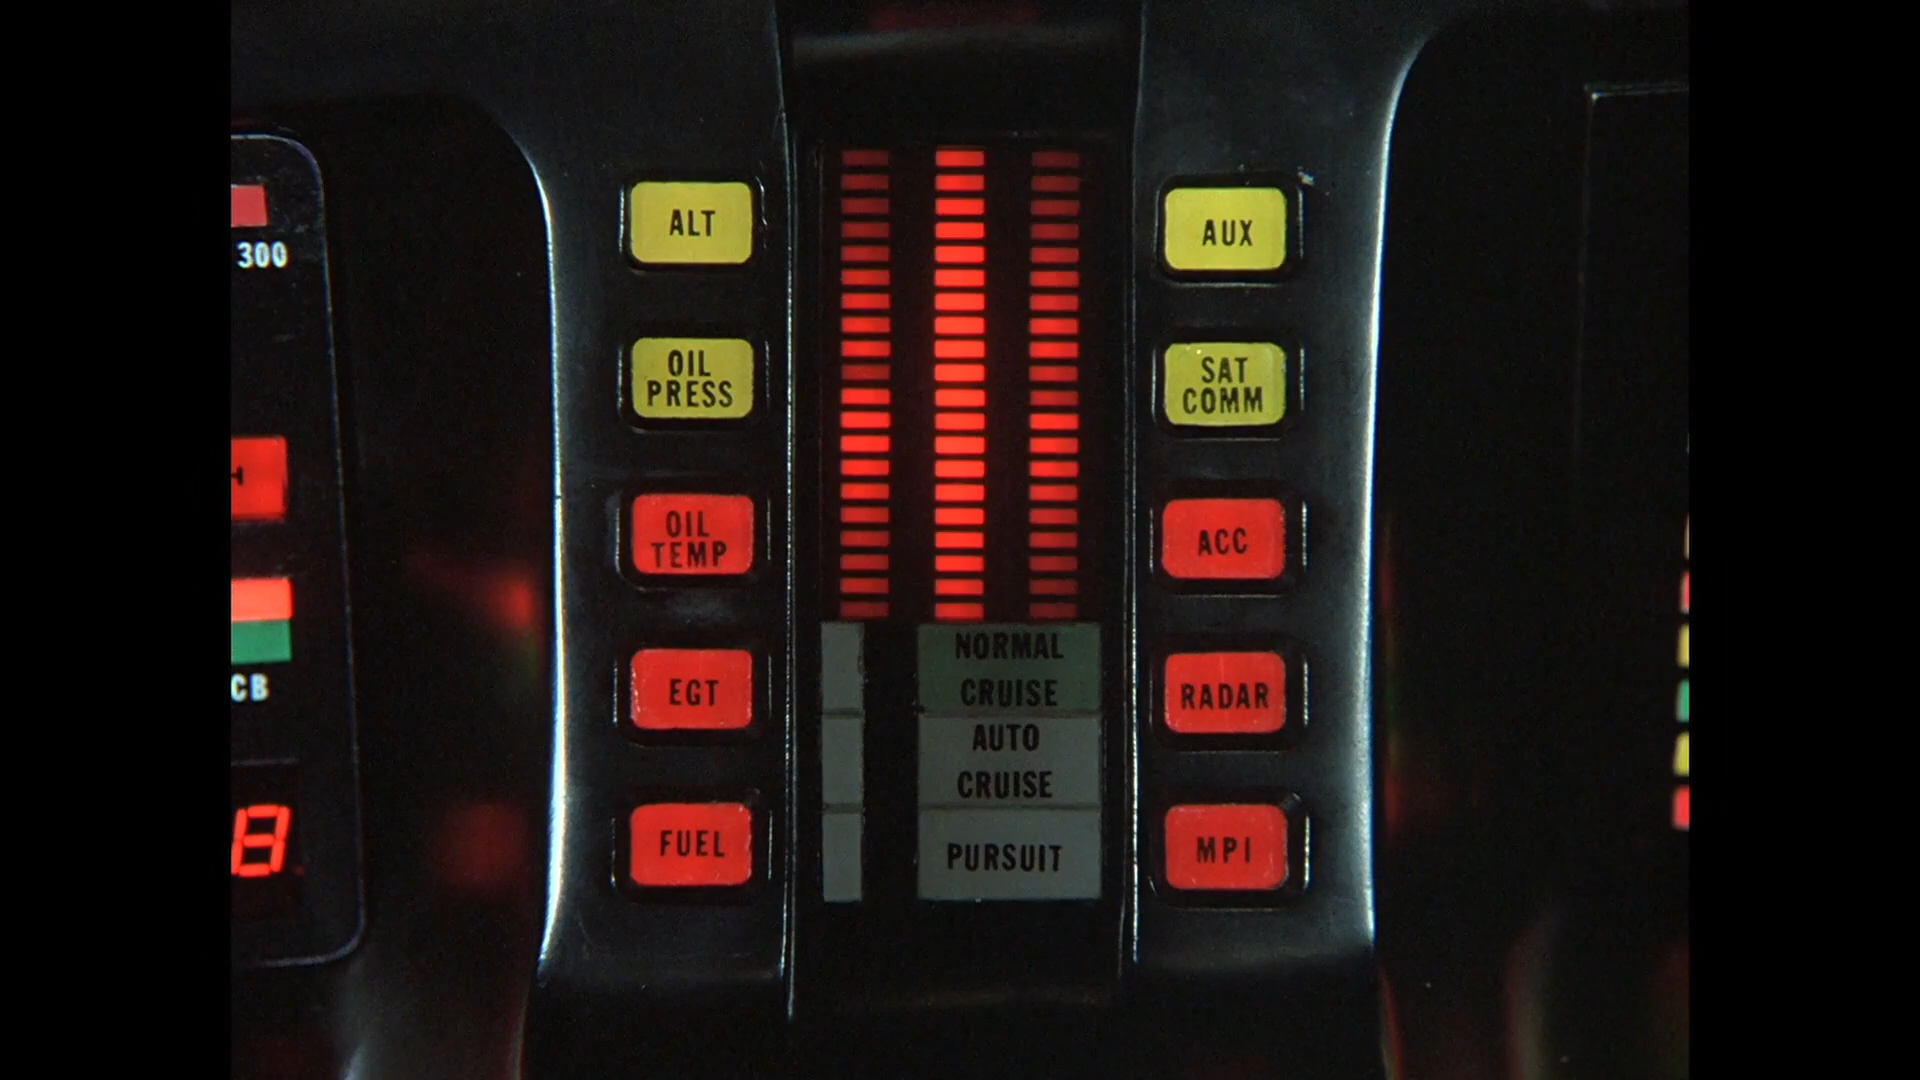 300
ALT
AUX
OIL
PRESS
SAT
COMM
H
OIL
TEMP
ACC
CB
EGT
RADAR
NORMAL
CRUISE
AUTO
CRUISE
8
FUEL
PURSUIT
MPI